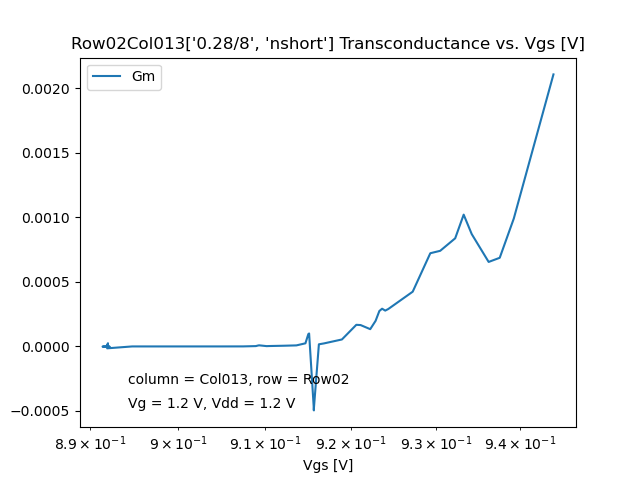 Row02Col013['0.28/8', 'nshort'] Transconductance vs. Vgs [V]
Gm
0.0020
0.0015
0.0010
0.0005
0.0000
−0.0005
column = Col013, row = Row02
Vg = 1.2 V, Vdd = 1.2 V
8.9 × 10⁻¹ 9 × 10⁻¹ 9.1 × 10⁻¹ 9.2 × 10⁻¹ 9.3 × 10⁻¹ 9.4 × 10⁻¹
Vgs [V]